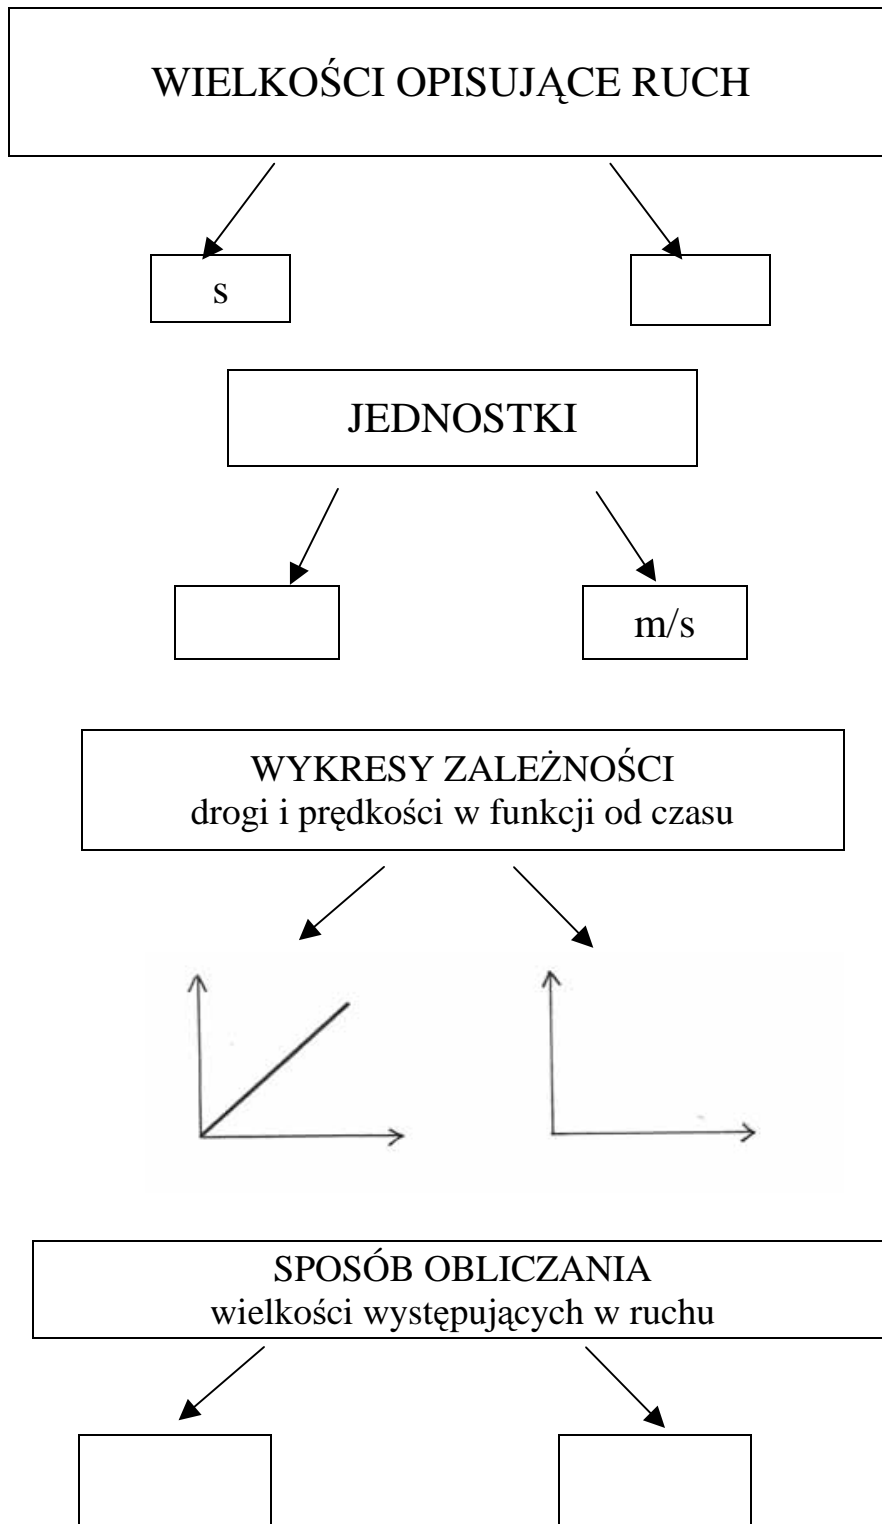 WIELKOŚCI OPISUJĄCE RUCH
s
JEDNOSTKI
m/s
WYKRESY ZALEŻNOŚCI
drogi i prędkości w funkcji od czasu
SPOSÓB OBLICZANIA
wielkości występujących w ruchu